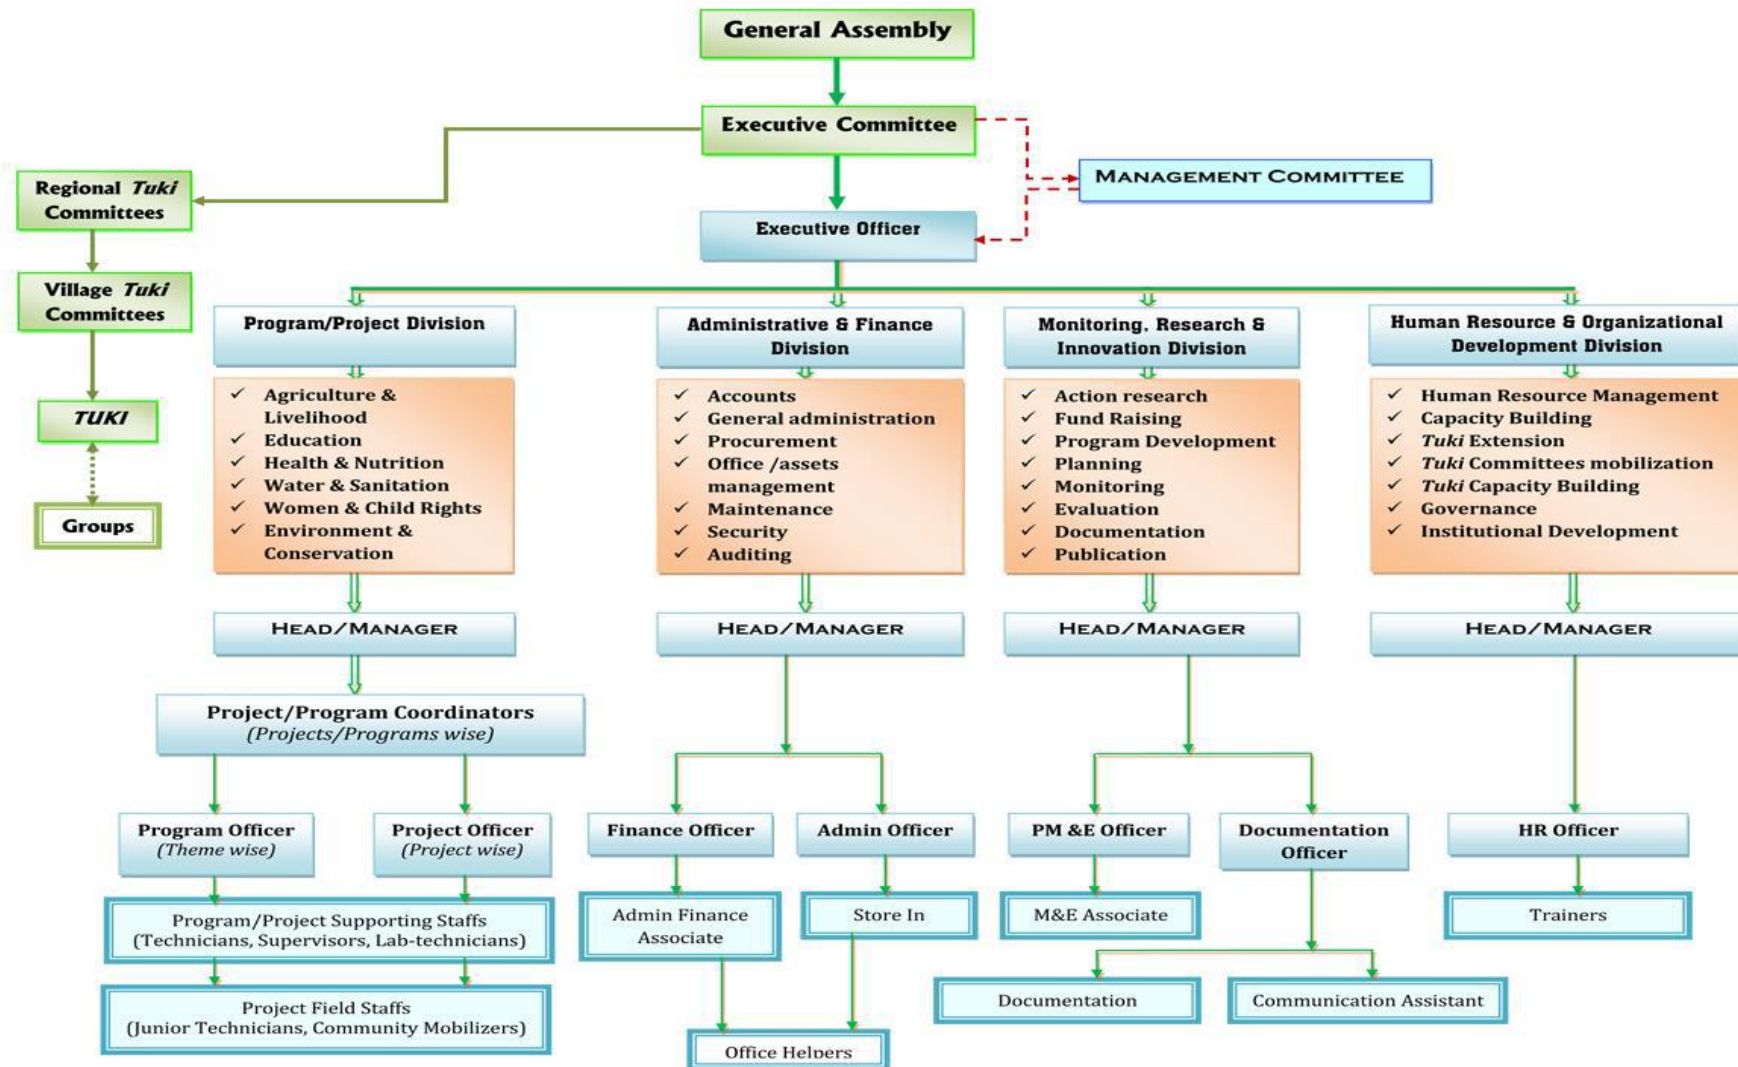 General Assembly
Executive Committee
MANAGEMENT COMMITTEE
Regional Tuki
Committees
Executive Officer
Village Tuki
Committees
TUKI
Groups
Program/Project Division
Administrative & Finance
Division
Monitoring, Research &
Innovation Division
Human Resource & Organizational
Development Division
✓ Agriculture &
Livelihood
✓ Education
✓ Health & Nutrition
✓ Water & Sanitation
✓ Women & Child Rights
✓ Environment &
Conservation
✓ Accounts
✓ General administration
✓ Procurement
✓ Office /assets
management
✓ Maintenance
✓ Security
✓ Auditing
✓ Action research
✓ Fund Raising
✓ Program Development
✓ Planning
✓ Monitoring
✓ Evaluation
✓ Documentation
✓ Publication
✓ Human Resource Management
✓ Capacity Building
✓ Tuki Extension
✓ Tuki Committees mobilization
✓ Tuki Capacity Building
✓ Governance
✓ Institutional Development
HEAD/MANAGER
HEAD/MANAGER
HEAD/MANAGER
HEAD/MANAGER
Project/Program Coordinators
(Projects/Programs wise)
Program Officer
(Theme wise)
Project Officer
(Project wise)
Finance Officer
Admin Officer
PM &E Officer
Documentation
Officer
HR Officer
Program/Project Supporting Staffs
(Technicians, Supervisors, Lab-technicians)
Admin Finance
Associate
Store In
M&E Associate
Trainers
Project Field Staffs
(Junior Technicians, Community Mobilizers)
Documentation
Communication Assistant
Office Helpers